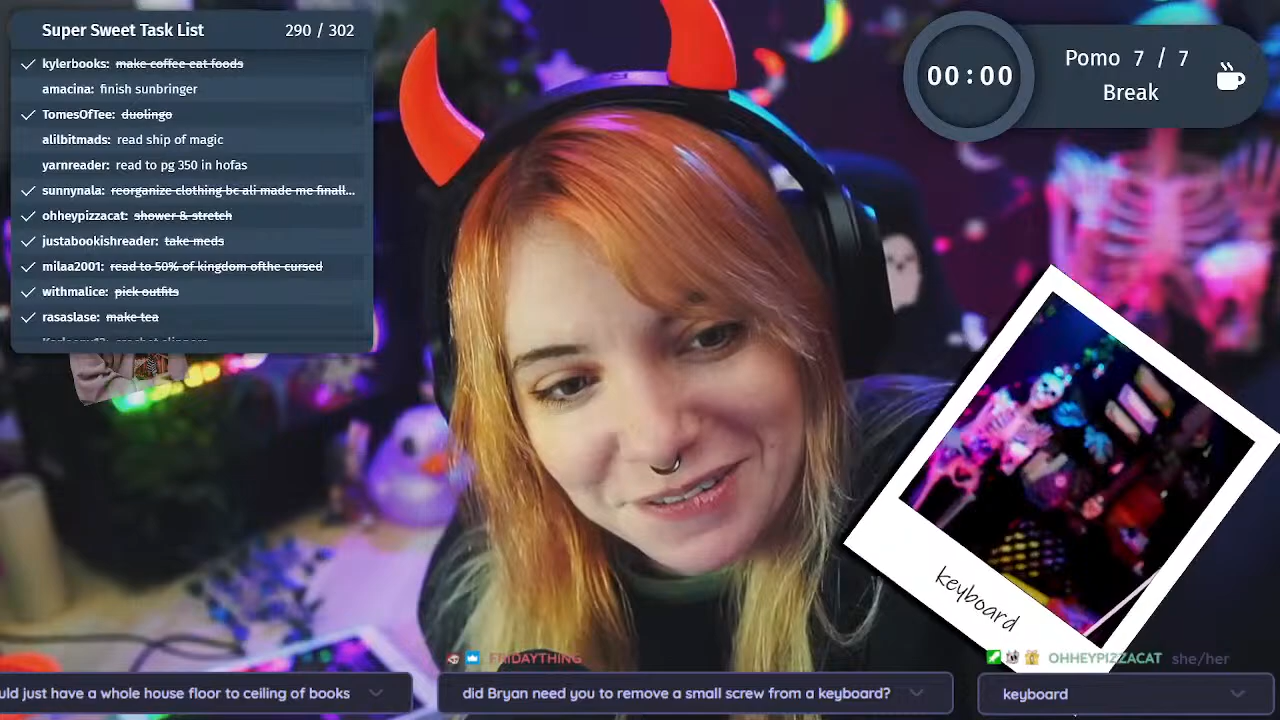 Super Sweet Task List 290 / 302
kylerbooks: make coffee eat foods
amacina: finish sunbringer
TomesOfTee: duolingo
alilbitmads: read ship of magic
yarnreader: read to pg 350 in hofas
sunnynala: reorganize clothing bc ali made me finall...
ohheypizzacat: shower & stretch
justabookishreader: take meds
milaa2001: read to 50% of kingdom ofthe cursed
withmalice: pick outfits
rasaslase: make tea
00:00
Pomo 7 / 7
Break
keyboard
FRIDAYTHING
OHHEYPIZZACAT she/her
uld just have a whole house floor to ceiling of books
did Bryan need you to remove a small screw from a keyboard?
keyboard